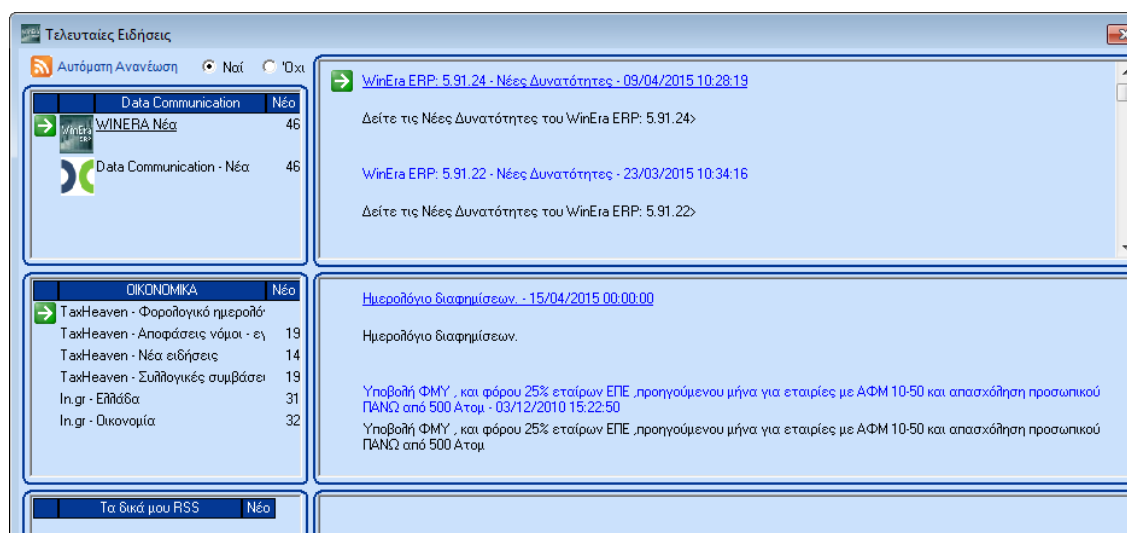 Τελευταίες Ειδήσεις
Αυτόματη Ανανέωση Ναί Όχι
Data Communication Νέο
WINERA Νέα 46
Data Communication - Νέα 46
WinEra ERP: 5.91.24 - Νέες Δυνατότητες - 09/04/2015 10:28:19
Δείτε τις Νέες Δυνατότητες του WinEra ERP: 5.91.24>
WinEra ERP: 5.91.22 - Νέες Δυνατότητες - 23/03/2015 10:34:16
Δείτε τις Νέες Δυνατότητες του WinEra ERP: 5.91.22>
ΟΙΚΟΝΟΜΙΚΑ Νέο
TaxHeaven - Φορολογικό ημερολό
TaxHeaven - Αποφάσεις νόμοι - εγ 19
TaxHeaven - Νέα ειδήσεις 14
TaxHeaven - Συλλογικές συμβάσει 19
In.gr - Ελλάδα 31
In.gr - Οικονομία 32
Ημερολόγιο διαφημίσεων. - 15/04/2015 00:00:00
Ημερολόγιο διαφημίσεων.
Υποβολή ΦΜΥ , και φόρου 25% εταίρων ΕΠΕ ,προηγούμενου μήνα για εταιρίες με ΑΦΜ 10-50 και απασχόληση προσωπικού
ΠΑΝΩ από 500 Ατομ - 03/12/2010 15:22:50
Υποβολή ΦΜΥ , και φόρου 25% εταίρων ΕΠΕ ,προηγούμενου μήνα για εταιρίες με ΑΦΜ 10-50 και απασχόληση προσωπικού
ΠΑΝΩ από 500 Ατομ
Τα δικά μου RSS Νέο